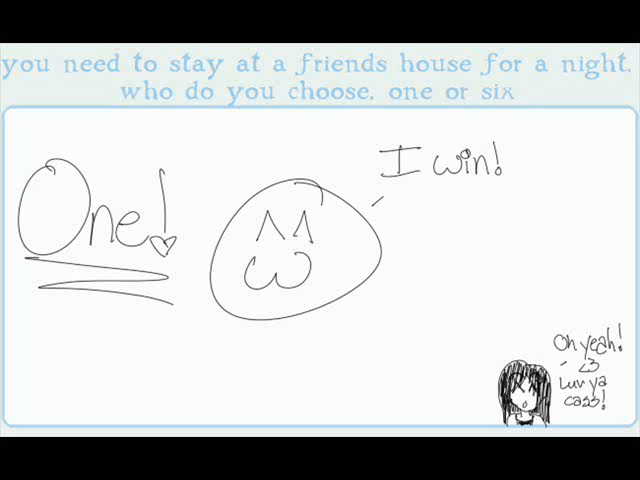 you need to stay at a friends house for a night.
who do you choose. one or six
One!
I win!
Oh yeah!
<3
Luv ya
cass!